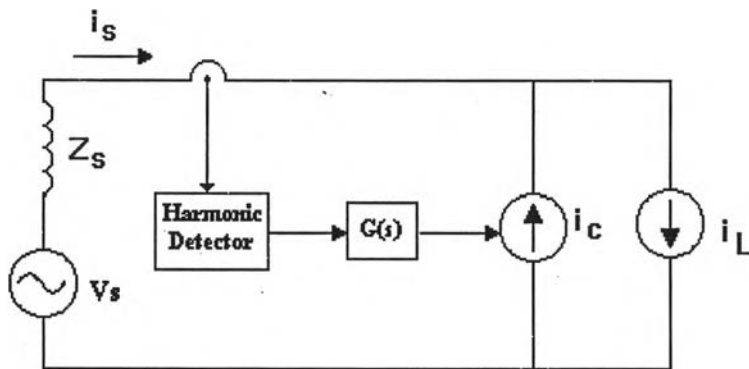 iS
ZS
Harmonic
Detector
G(s)
iC
iL
Vs